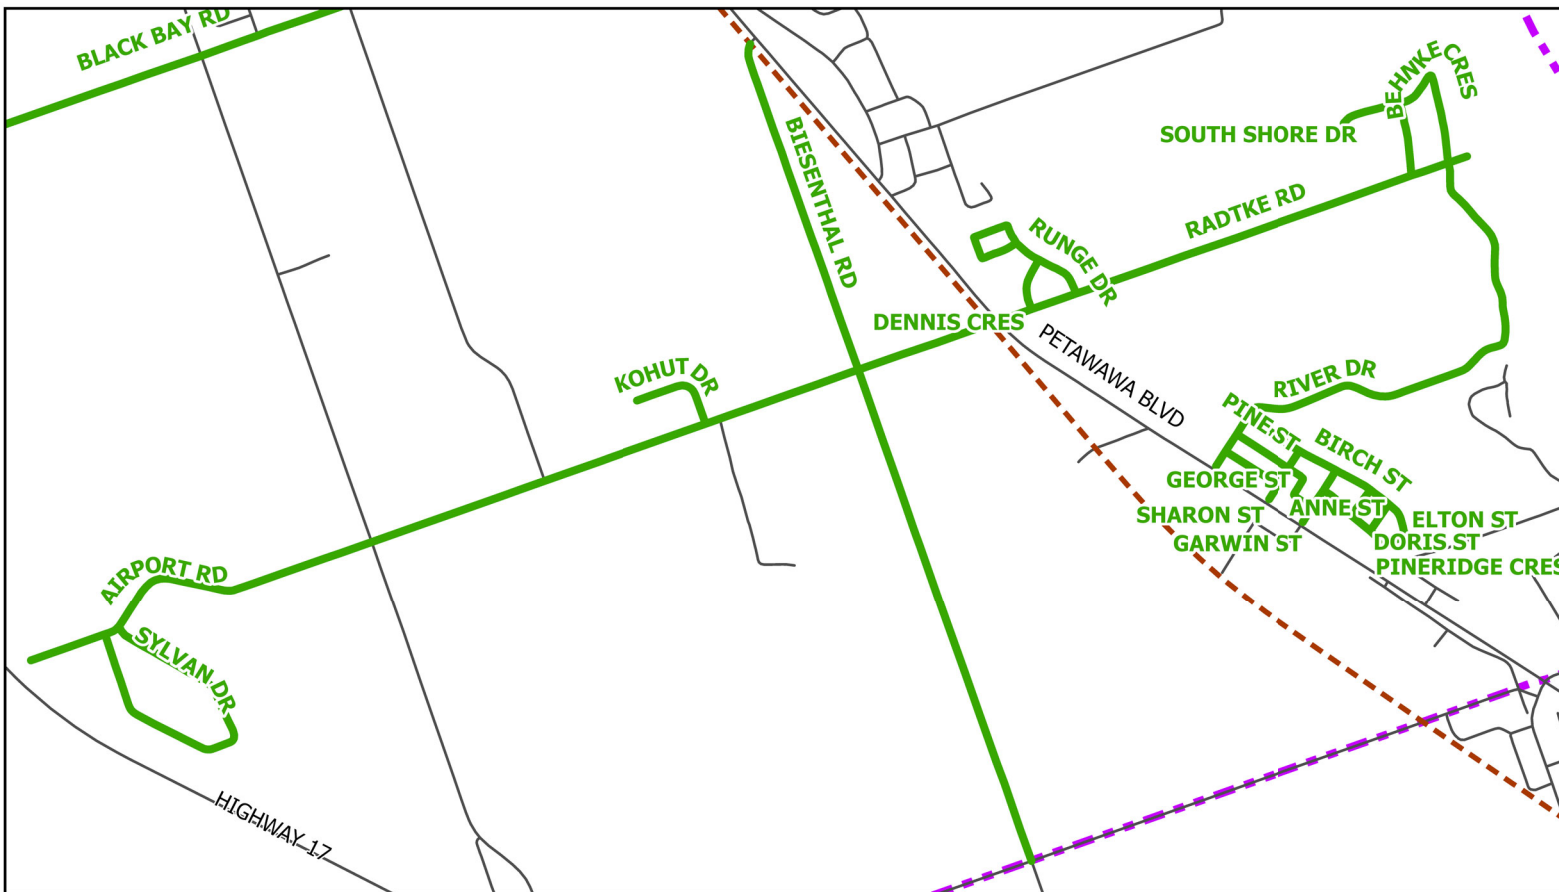 BLACK BAY RD
BEHNKE CRES
SOUTH SHORE DR
BIESENTHAL RD
RADTKE RD
RUNGE DR
DENNIS CRES
PETAWAWA BLVD
KOHUT DR
RIVER DR
PINE ST
BIRCH ST
GEORGE ST
ANNE ST
SHARON ST
ELTON ST
GARWIN ST
DORIS ST
PINERIDGE CRES
AIRPORT RD
SYLVAN DR
HIGHWAY 17